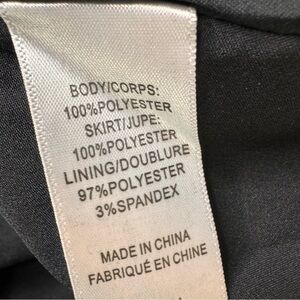 BODY/CORPS:
100%POLYESTER
SKIRT/JUPE:
100%POLYESTER
LINING/DOUBLURE
97%POLYESTER
3%SPANDEX
MADE IN CHINA
FABRIQUÉ EN CHINE